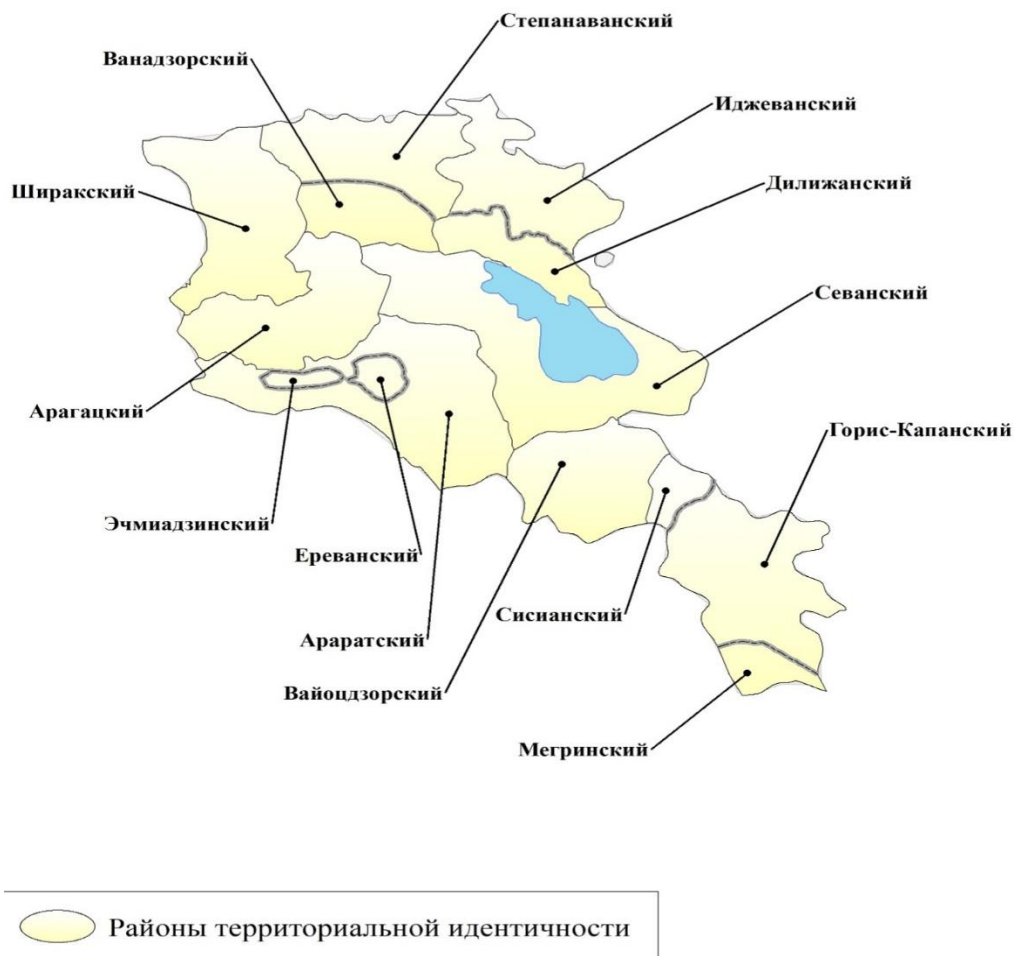 Степанаванский
Ванадзорский
Иджеванский
Дилижанский
Ширакский
Севанский
Арагацкий
Горис-Капанский
Эчмиадзинский
Ереванский
Сисианский
Араратский
Вайоцдзорский
Мегринский
Районы территориальной идентичности